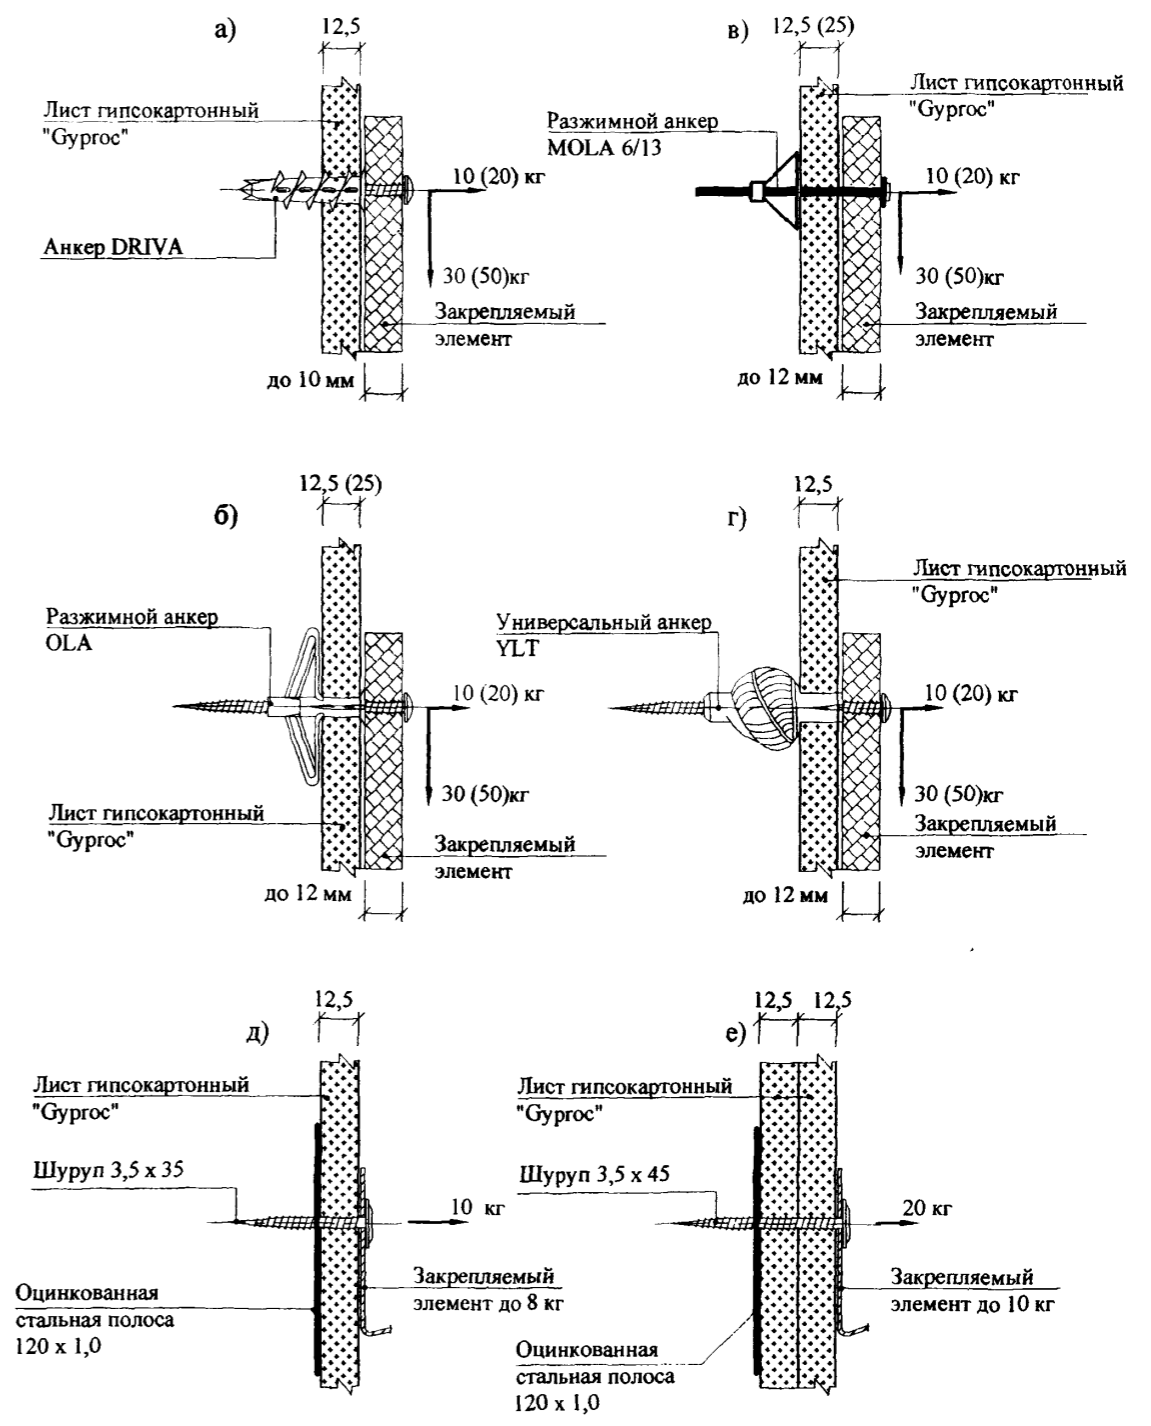 а)
12,5
Лист гипсокартонный
"Gyproc"
10 (20) кг
Анкер DRIVA
30 (50)кг
Закрепляемый
элемент
до 10 мм
в)
12,5 (25)
Лист гипсокартонный
"Gyproc"
Разжимной анкер
MOLA 6/13
10 (20) кг
30 (50)кг
Закрепляемый
элемент
до 12 мм
б)
12,5 (25)
Разжимной анкер
OLA
10 (20) кг
30 (50)кг
Лист гипсокартонный
"Gyproc"
Закрепляемый
элемент
до 12 мм
г)
12,5
Лист гипсокартонный
"Gyproc"
Универсальный анкер
YLT
10 (20) кг
30 (50)кг
Закрепляемый
элемент
до 12 мм
д)
12,5
Лист гипсокартонный
"Gyproc"
Шуруп 3,5 x 35
10 кг
Закрепляемый
элемент до 8 кг
Оцинкованная
стальная полоса
120 x 1,0
е)
12,5 12,5
Лист гипсокартонный
"Gyproc"
Шуруп 3,5 x 45
20 кг
Закрепляемый
элемент до 10 кг
Оцинкованная
стальная полоса
120 x 1,0